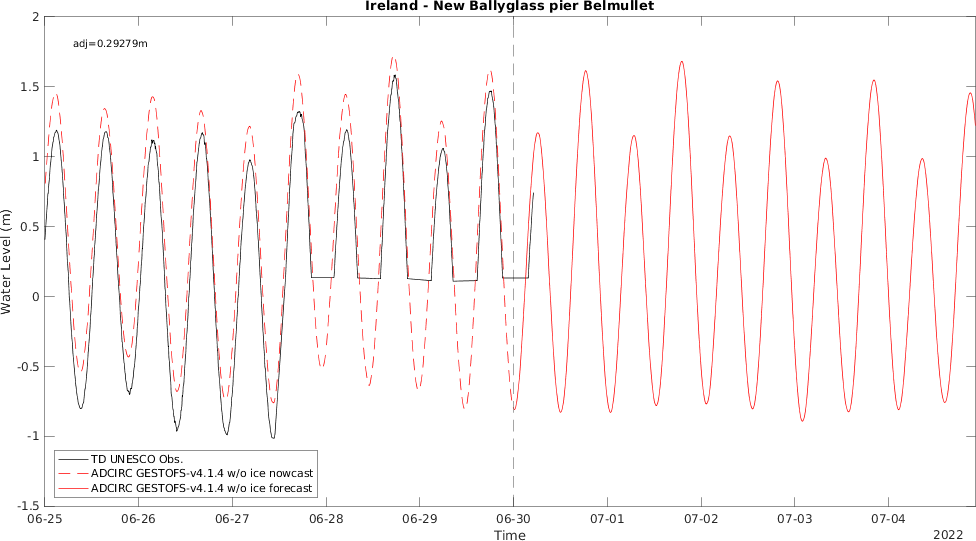 Ireland - New Ballyglass pier Belmullet
2
adj=0.29279m
1.5
1
0.5
0
-0.5
-1
-1.5
Water Level (m)
TD UNESCO Obs.
ADCIRC GESTOFS-v4.1.4 w/o ice nowcast
ADCIRC GESTOFS-v4.1.4 w/o ice forecast
06-25 06-26 06-27 06-28 06-29 06-30 07-01 07-02 07-03 07-04
Time
2022